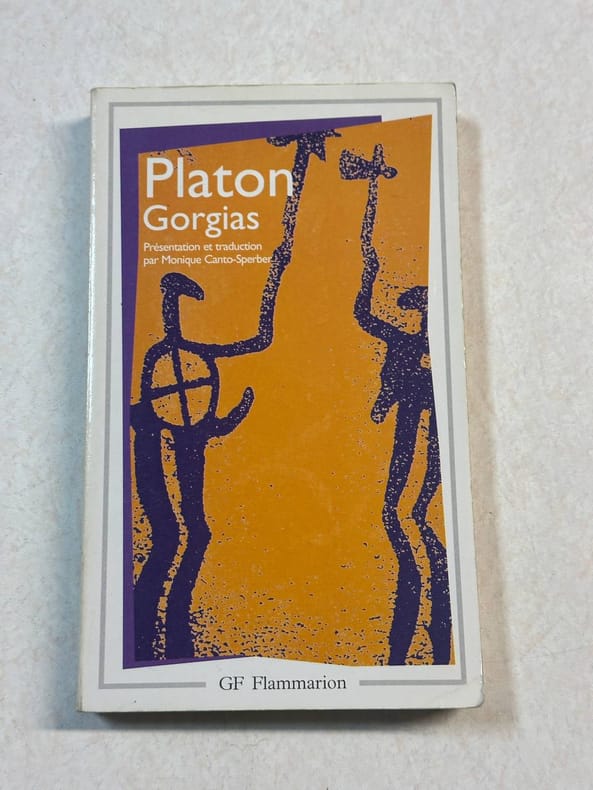 Platon
Gorgias
Présentation et traduction
par Monique Canto-Sperber
GF Flammarion